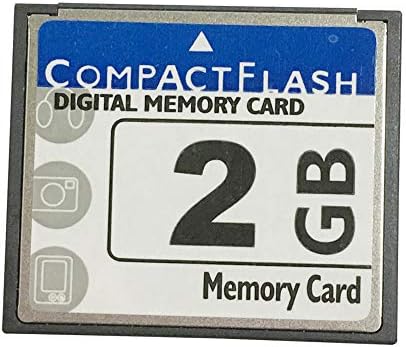 COMPACTFLASH
DIGITAL MEMORY CARD
2 GB
Memory Card